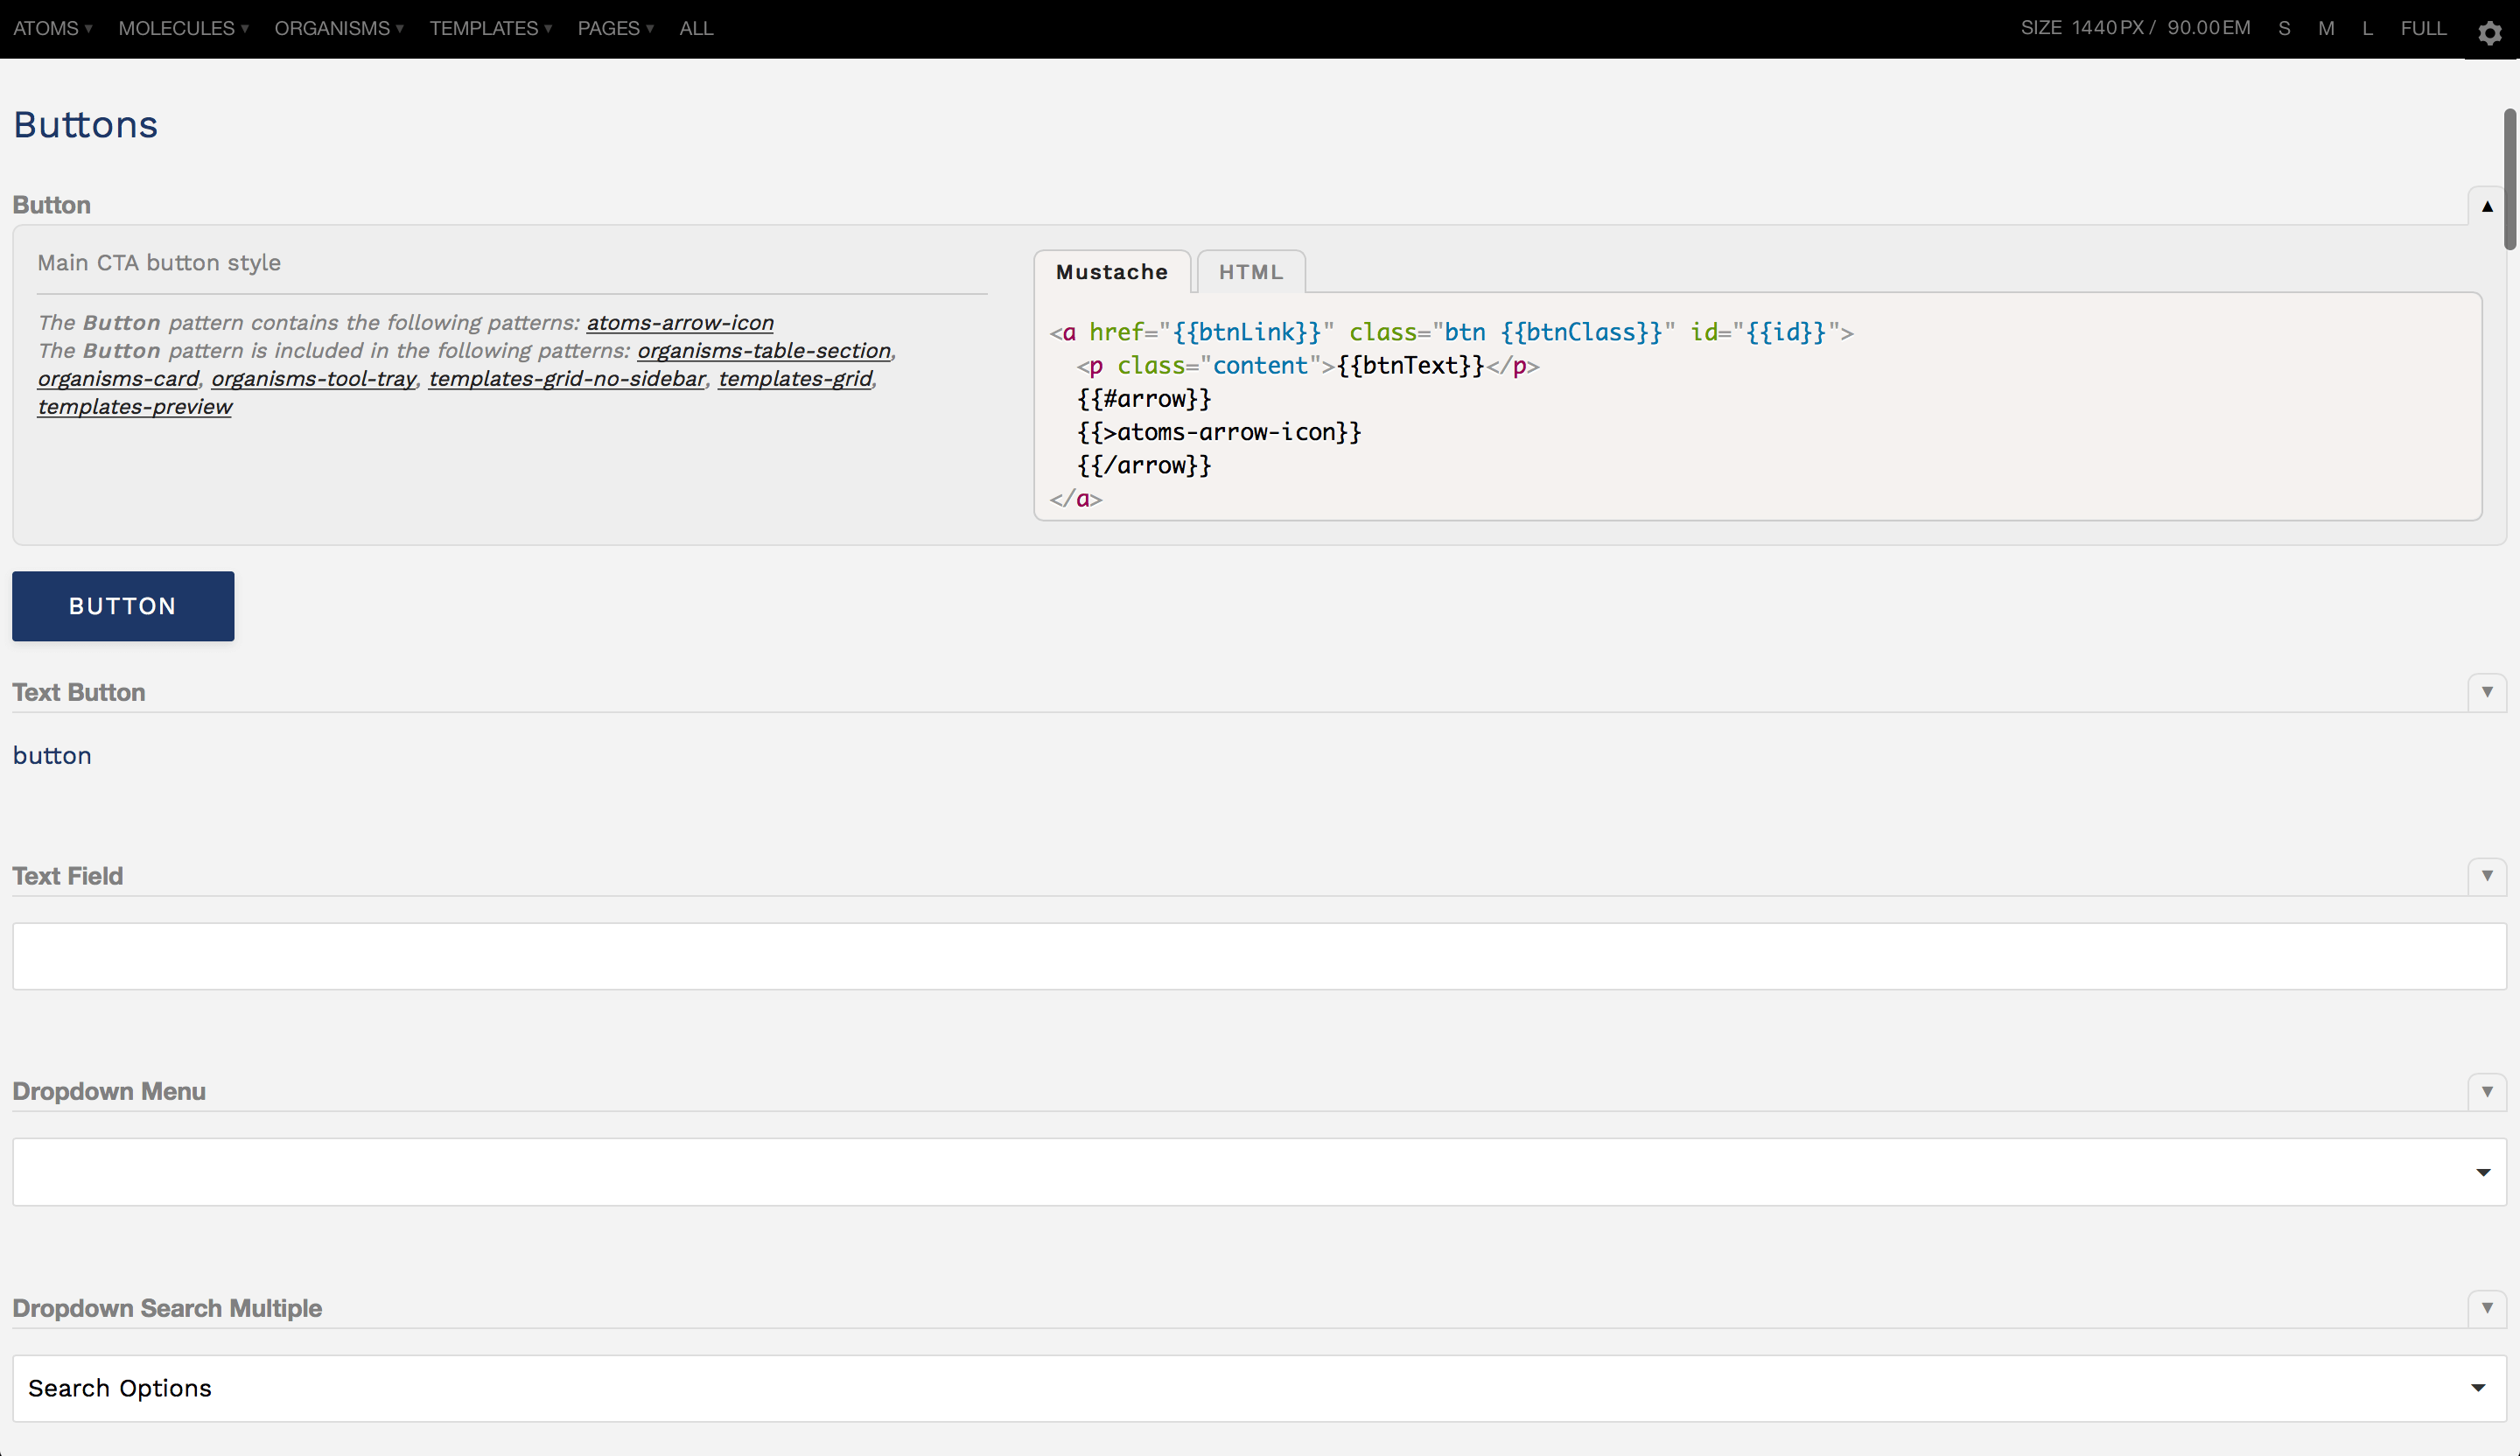 ATOMS ▾ MOLECULES ▾ ORGANISMS ▾ TEMPLATES ▾ PAGES ▾ ALL SIZE 1440 PX / 90.00 EM S M L FULL
Buttons
Button ▲
Main CTA button style
The Button pattern contains the following patterns: atoms-arrow-icon
The Button pattern is included in the following patterns: organisms-table-section,
organisms-card, organisms-tool-tray, templates-grid-no-sidebar, templates-grid,
templates-preview
Mustache HTML
<a href="{{btnLink}}" class="btn {{btnClass}}" id="{{id}}">
  <p class="content">{{btnText}}</p>
  {{#arrow}}
  {{>atoms-arrow-icon}}
  {{/arrow}}
</a>
BUTTON
Text Button ▼
button
Text Field ▼
Dropdown Menu ▼
Dropdown Search Multiple ▼
Search Options